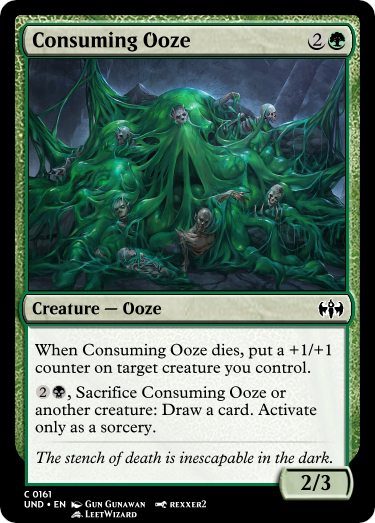 Consuming Ooze 2
Creature — Ooze
When Consuming Ooze dies, put a +1/+1
counter on target creature you control.
2, Sacrifice Consuming Ooze or
another creature: Draw a card. Activate
only as a sorcery.
The stench of death is inescapable in the dark.
2/3
C 0161
UND • EN Gun Gunawan rexxer2
LeetWizard